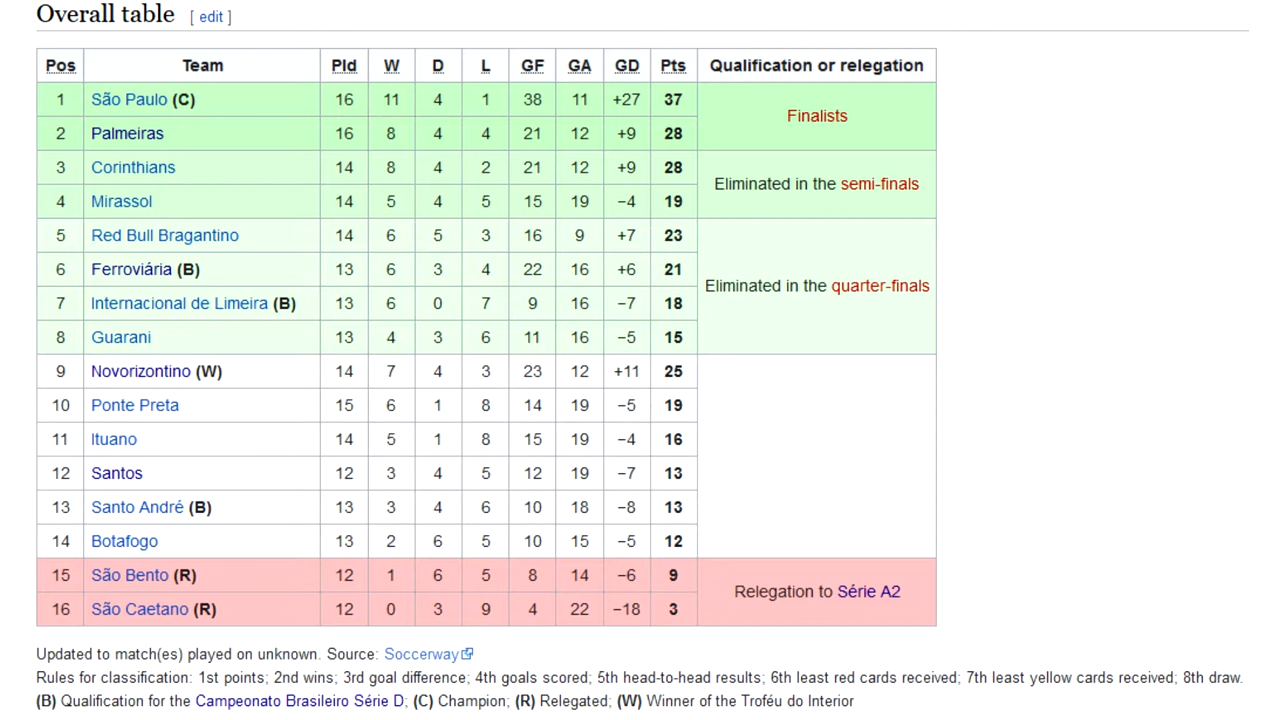 Overall table [ edit ]
Pos Team Pld W D L GF GA GD Pts Qualification or relegation
1 São Paulo (C) 16 11 4 1 38 11 +27 37 Finalists
2 Palmeiras 16 8 4 4 21 12 +9 28
3 Corinthians 14 8 4 2 21 12 +9 28 Eliminated in the semi-finals
4 Mirassol 14 5 4 5 15 19 −4 19
5 Red Bull Bragantino 14 6 5 3 16 9 +7 23 Eliminated in the quarter-finals
6 Ferroviária (B) 13 6 3 4 22 16 +6 21
7 Internacional de Limeira (B) 13 6 0 7 9 16 −7 18
8 Guarani 13 4 3 6 11 16 −5 15
9 Novorizontino (W) 14 7 4 3 23 12 +11 25
10 Ponte Preta 15 6 1 8 14 19 −5 19
11 Ituano 14 5 1 8 15 19 −4 16
12 Santos 12 3 4 5 12 19 −7 13
13 Santo André (B) 13 3 4 6 10 18 −8 13
14 Botafogo 13 2 6 5 10 15 −5 12
15 São Bento (R) 12 1 6 5 8 14 −6 9 Relegation to Série A2
16 São Caetano (R) 12 0 3 9 4 22 −18 3
Updated to match(es) played on unknown. Source: Soccerway
Rules for classification: 1st points; 2nd wins; 3rd goal difference; 4th goals scored; 5th head-to-head results; 6th least red cards received; 7th least yellow cards received; 8th draw.
(B) Qualification for the Campeonato Brasileiro Série D; (C) Champion; (R) Relegated; (W) Winner of the Troféu do Interior